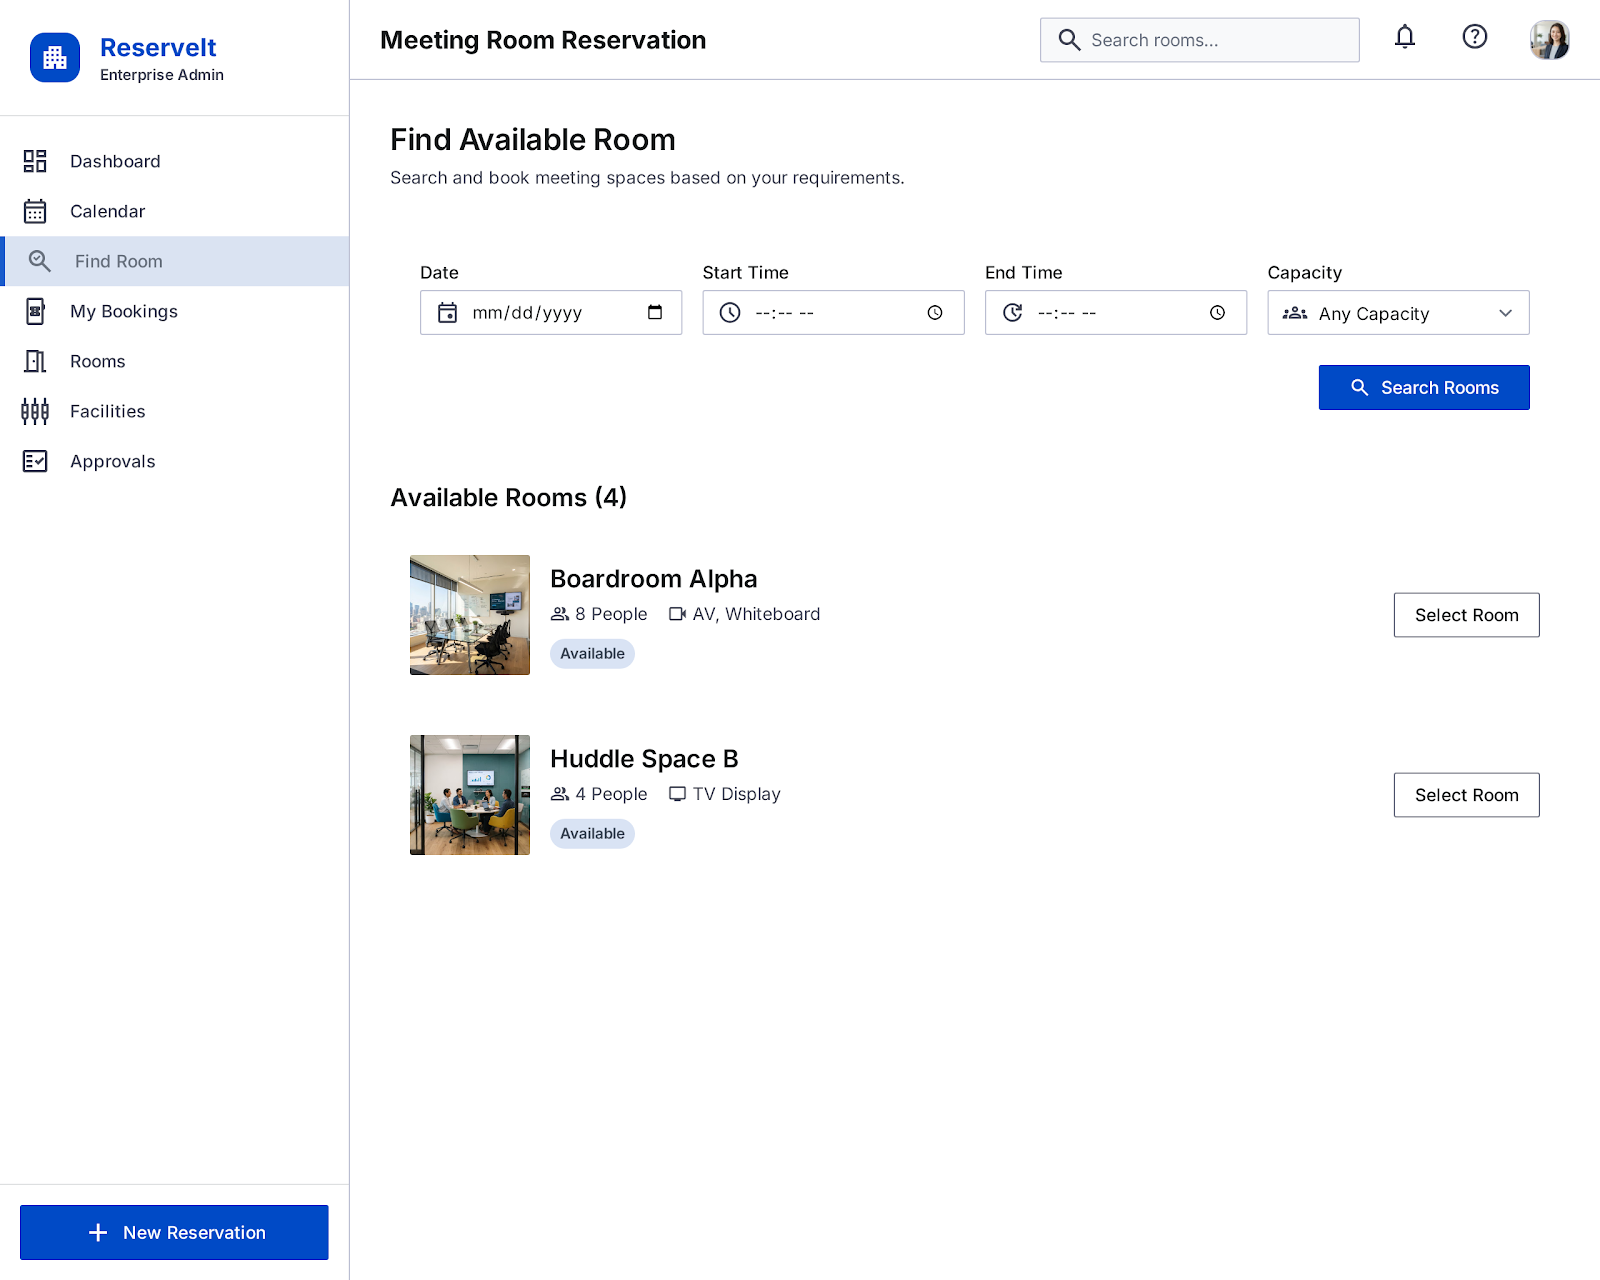 ReserveIt
Enterprise Admin
Dashboard
Calendar
Find Room
My Bookings
Rooms
Facilities
Approvals
New Reservation
Meeting Room Reservation
Search rooms...
Find Available Room
Search and book meeting spaces based on your requirements.
Date
mm/dd/yyyy
Start Time
--:-- --
End Time
--:-- --
Capacity
Any Capacity
Search Rooms
Available Rooms (4)
Boardroom Alpha
8 People AV, Whiteboard
Available
Select Room
Huddle Space B
4 People TV Display
Available
Select Room